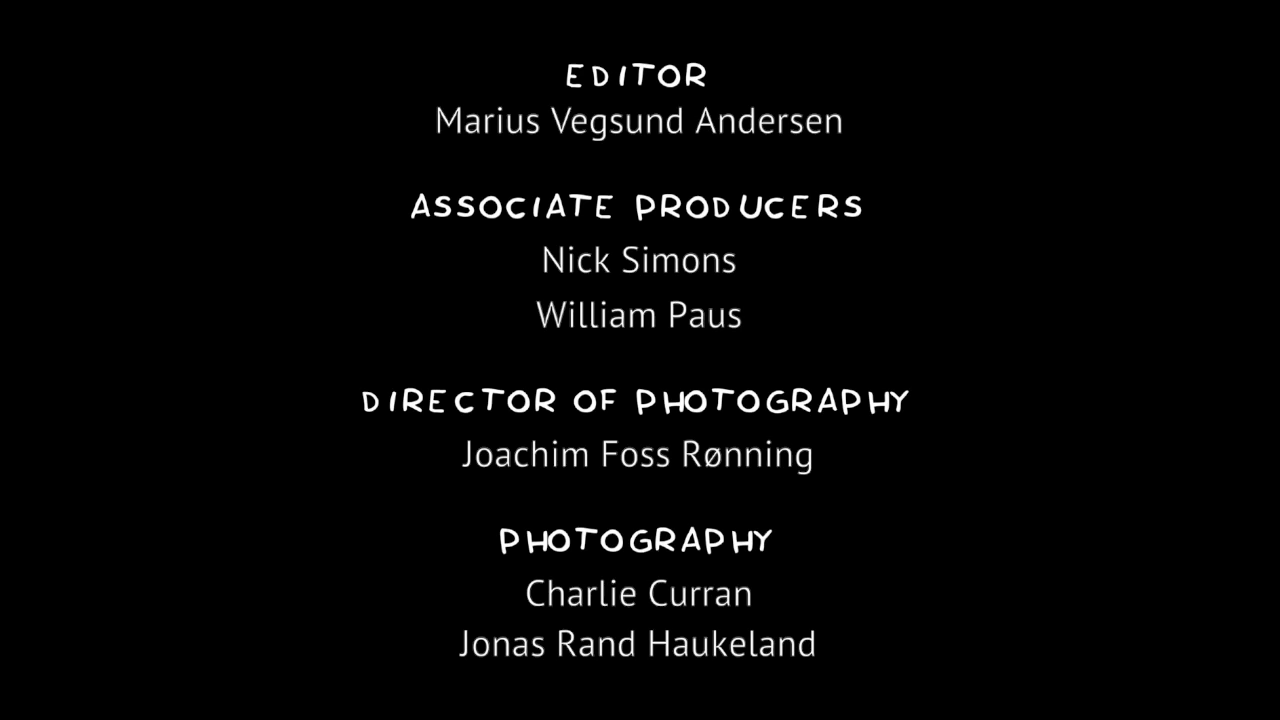 EDITOR
Marius Vegsund Andersen
ASSOCIATE PRODUCERS
Nick Simons
William Paus
DIRECTOR OF PHOTOGRAPHY
Joachim Foss Rønning
PHOTOGRAPHY
Charlie Curran
Jonas Rand Haukeland